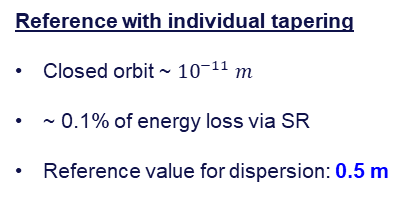 Reference with individual tapering
• Closed orbit ~ 10⁻¹¹ m
• ~ 0.1% of energy loss via SR
• Reference value for dispersion: 0.5 m